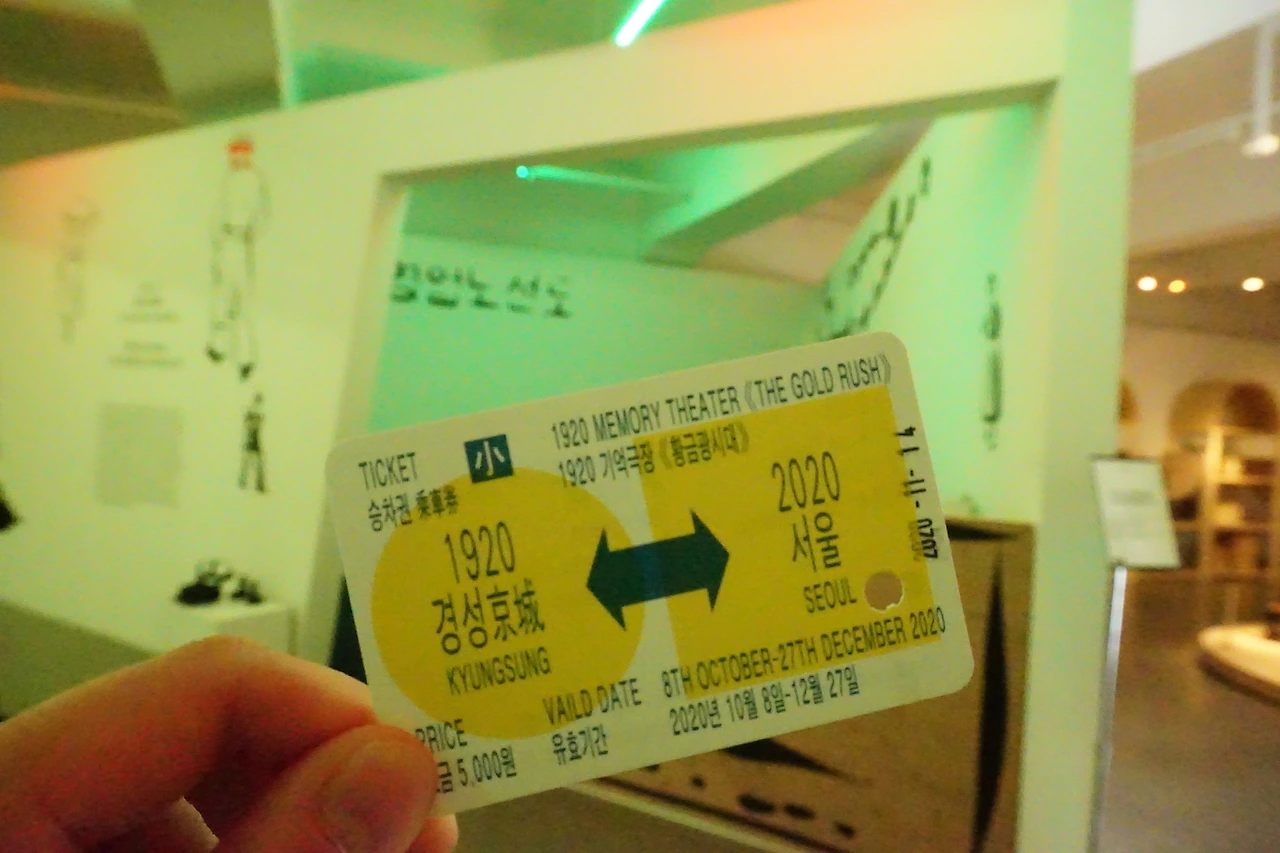 TICKET 小
승차권 乘車券
1920 MEMORY THEATER《THE GOLD RUSH》
1920 기억극장《황금광시대》
1920
경성京城
KYUNGSUNG
2020
서울
SEOUL
2020 -11- 14
PRICE
금 5,000원
VAILD DATE
유효기간
8TH OCTOBER-27TH DECEMBER 2020
2020년 10월 8일-12월 27일